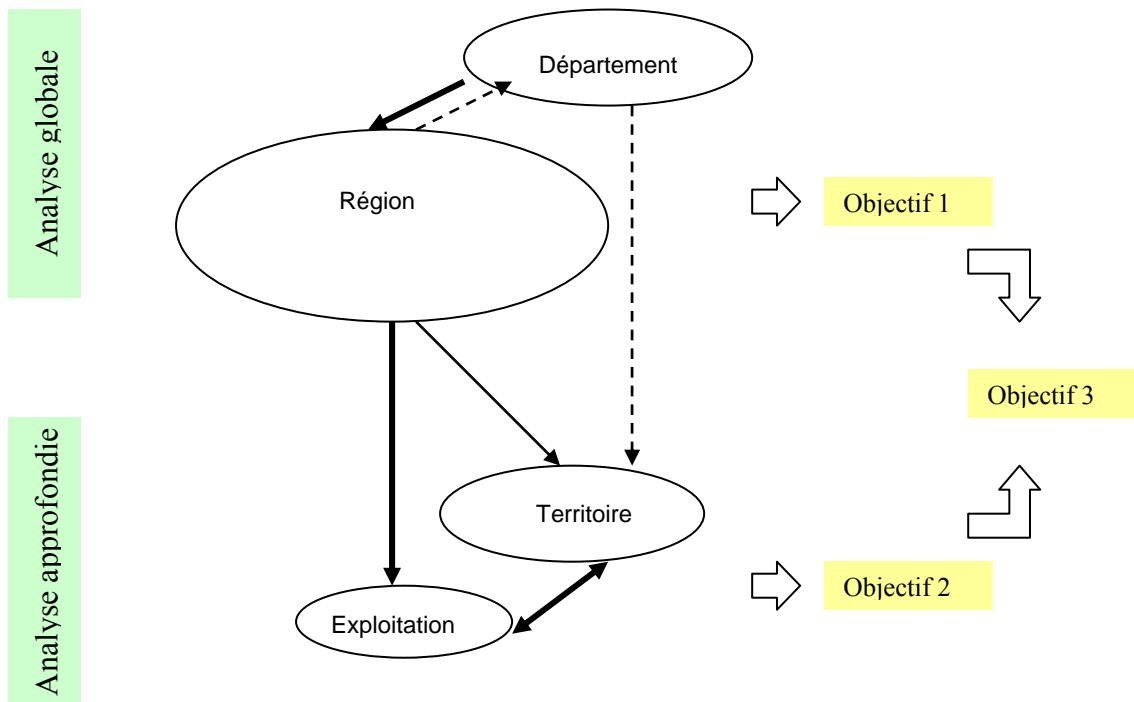 Analyse globale
Département
Région
Objectif 1
Objectif 3
Analyse approfondie
Territoire
Objectif 2
Exploitation